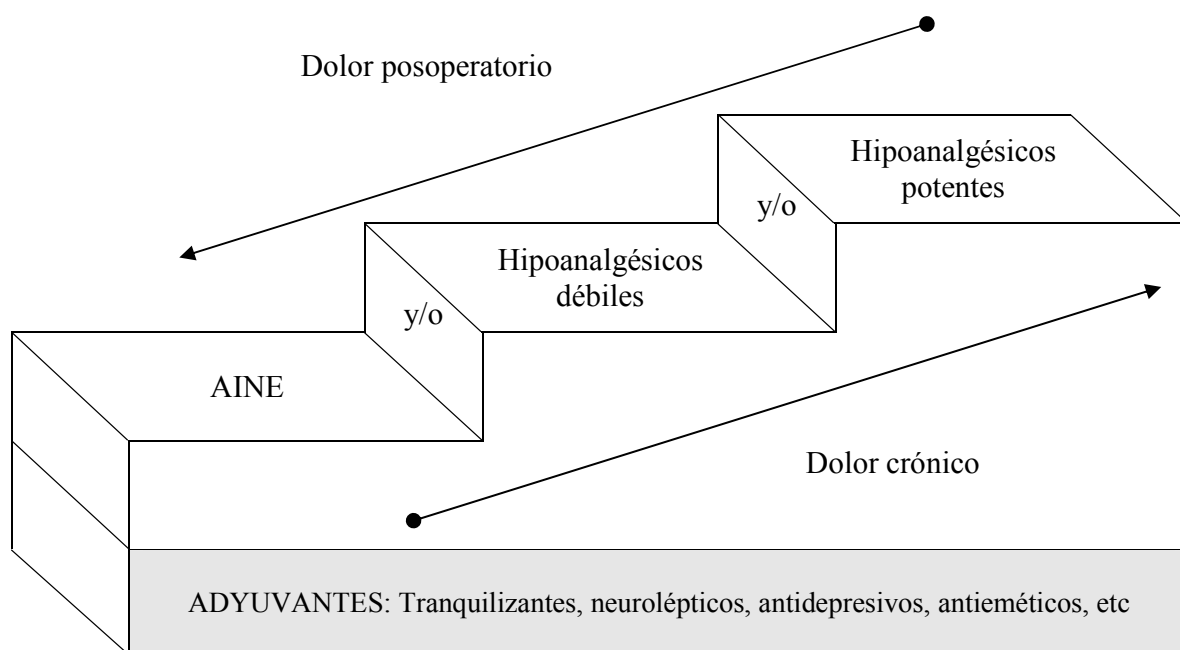 Dolor posoperatorio
Hipoanalgésicos
potentes
y/o
Hipoanalgésicos
débiles
y/o
AINE
Dolor crónico
ADYUVANTES: Tranquilizantes, neurolépticos, antidepresivos, antieméticos, etc